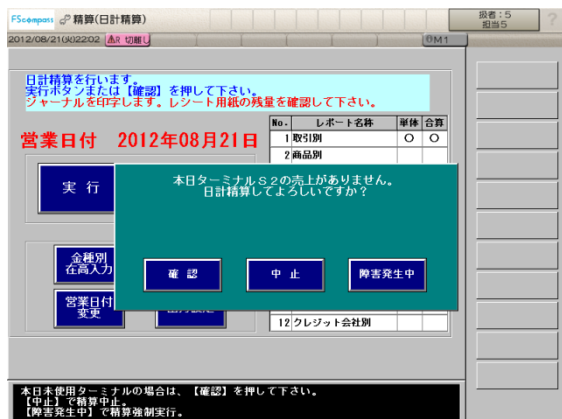 FScompass 精算(日計精算)
扱者：5
担当5
?
2012/08/21(火)22:02 AR 切離し
0M1
日計精算を行います。
実行ボタンまたは【確認】を押して下さい。
ジャーナルを印字します。レシート用紙の残量を確認して下さい。
営業日付 2012年08月21日
No. レポート名称 単体 合算
1 取引別 ○ ○
2 商品別
実 行
本日ターミナルＳ２の売上がありません。
日計精算してよろしいですか？
確 認
中 止
障害発生中
金種別
在高入力
営業日付
変更
12 クレジット会社別
本日未使用ターミナルの場合は、【確認】を押して下さい。
【中止】で精算中止。
【障害発生中】で精算強制実行。